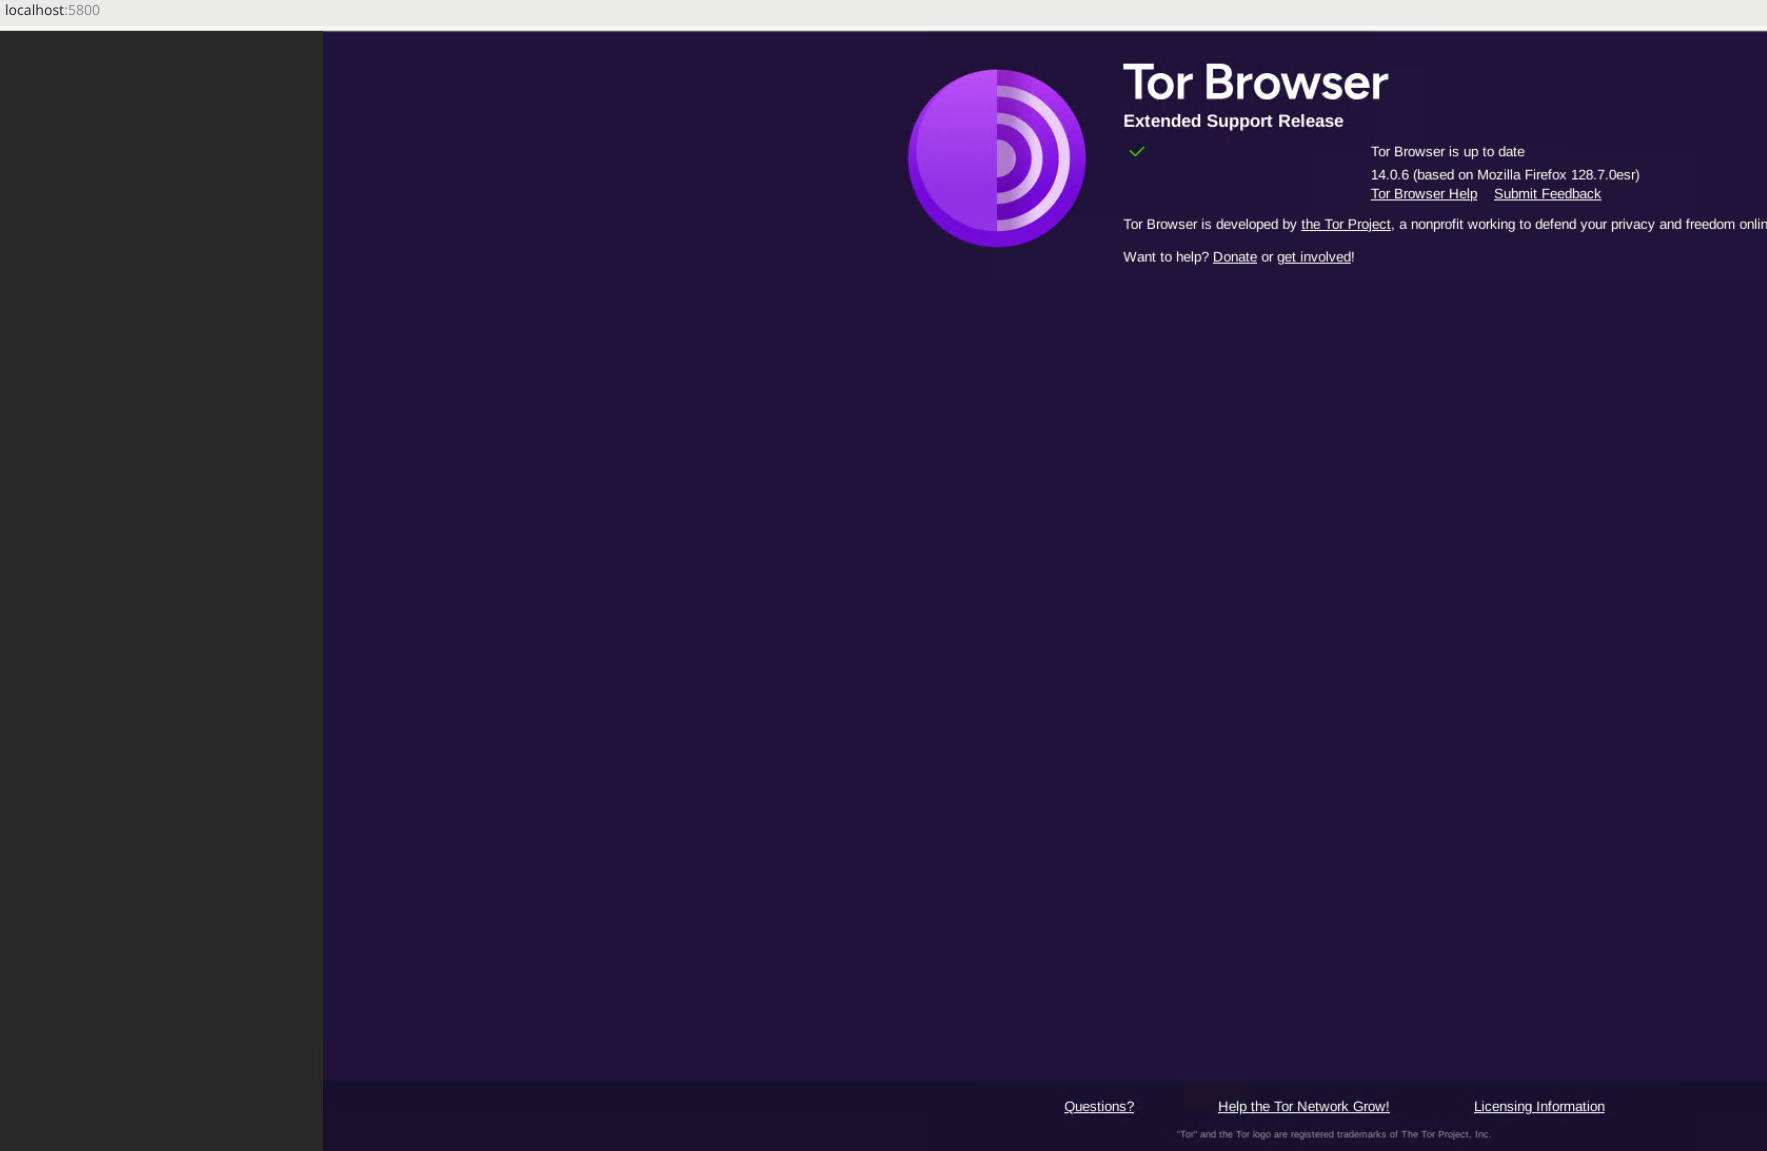 localhost:5800
Tor Browser
Extended Support Release
Tor Browser is up to date
14.0.6 (based on Mozilla Firefox 128.7.0esr)
Tor Browser Help Submit Feedback
Tor Browser is developed by the Tor Project, a nonprofit working to defend your privacy and freedom onlin
Want to help? Donate or get involved!
Questions? Help the Tor Network Grow! Licensing Information
"Tor" and the Tor logo are registered trademarks of The Tor Project, Inc.